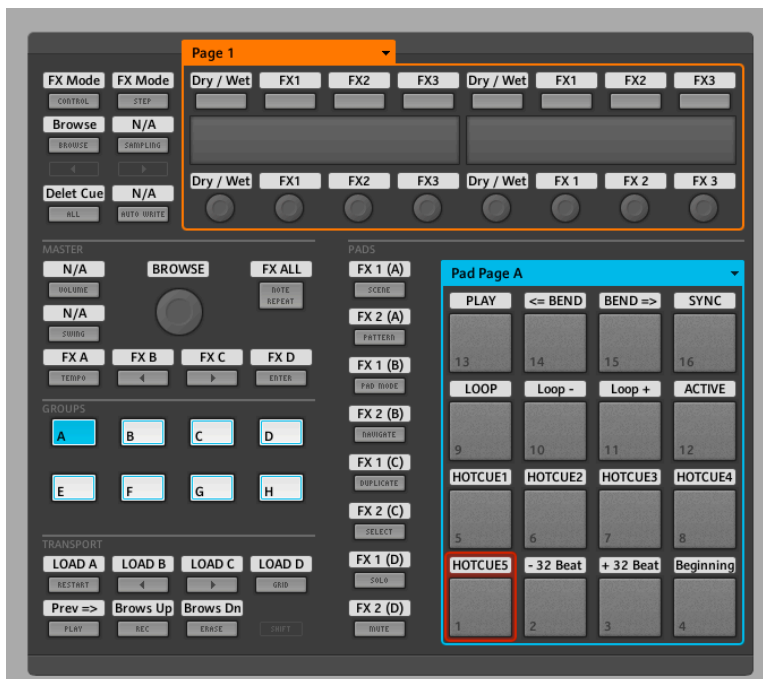 Page 1
FX Mode FX Mode Dry / Wet FX1 FX2 FX3 Dry / Wet FX1 FX2 FX3
CONTROL STEP
Browse N/A
BROWSE SAMPLING
Delet Cue N/A Dry / Wet FX1 FX2 FX3 Dry / Wet FX 1 FX 2 FX 3
ALL AUTO WRITE
MASTER
N/A BROWSE FX ALL
VOLUME NOTE REPEAT
N/A
SWING
FX A FX B FX C FX D
TEMPO ENTER
GROUPS
A B C D
E F G H
TRANSPORT
LOAD A LOAD B LOAD C LOAD D
RESTART GRID
Prev => Brows Up Brows Dn
PLAY REC ERASE SHIFT
PADS
FX 1 (A)
SCENE
FX 2 (A)
PATTERN
FX 1 (B)
PAD MODE
FX 2 (B)
NAVIGATE
FX 1 (C)
DUPLICATE
FX 2 (C)
SELECT
FX 1 (D)
SOLO
FX 2 (D)
MUTE
Pad Page A
PLAY <= BEND BEND => SYNC
13 14 15 16
LOOP Loop - Loop + ACTIVE
9 10 11 12
HOTCUE1 HOTCUE2 HOTCUE3 HOTCUE4
5 6 7 8
HOTCUE5 - 32 Beat + 32 Beat Beginning
1 2 3 4